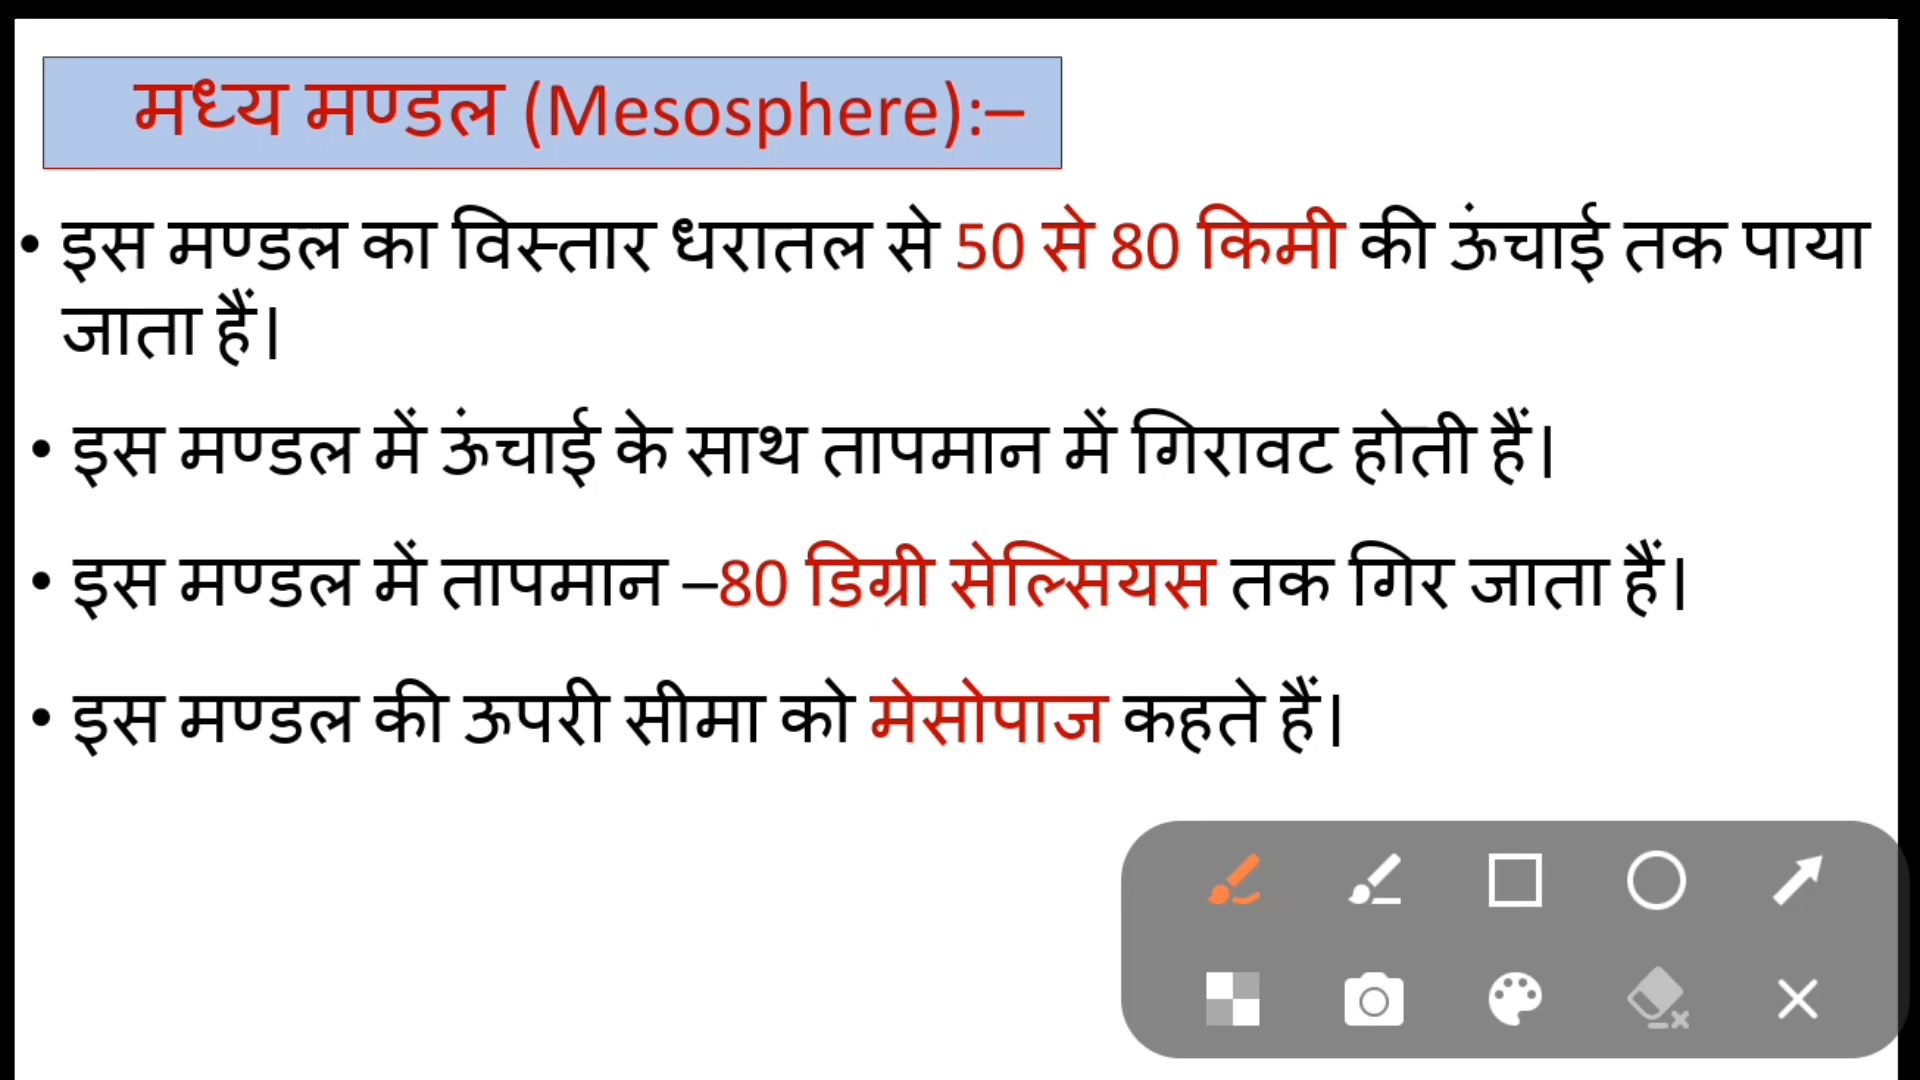 मध्य मण्डल (Mesosphere):–
• इस मण्डल का विस्तार धरातल से 50 से 80 किमी की ऊंचाई तक पाया
जाता हैं।
• इस मण्डल में ऊंचाई के साथ तापमान में गिरावट होती हैं।
• इस मण्डल में तापमान –80 डिग्री सेल्सियस तक गिर जाता हैं।
• इस मण्डल की ऊपरी सीमा को मेसोपाज कहते हैं।